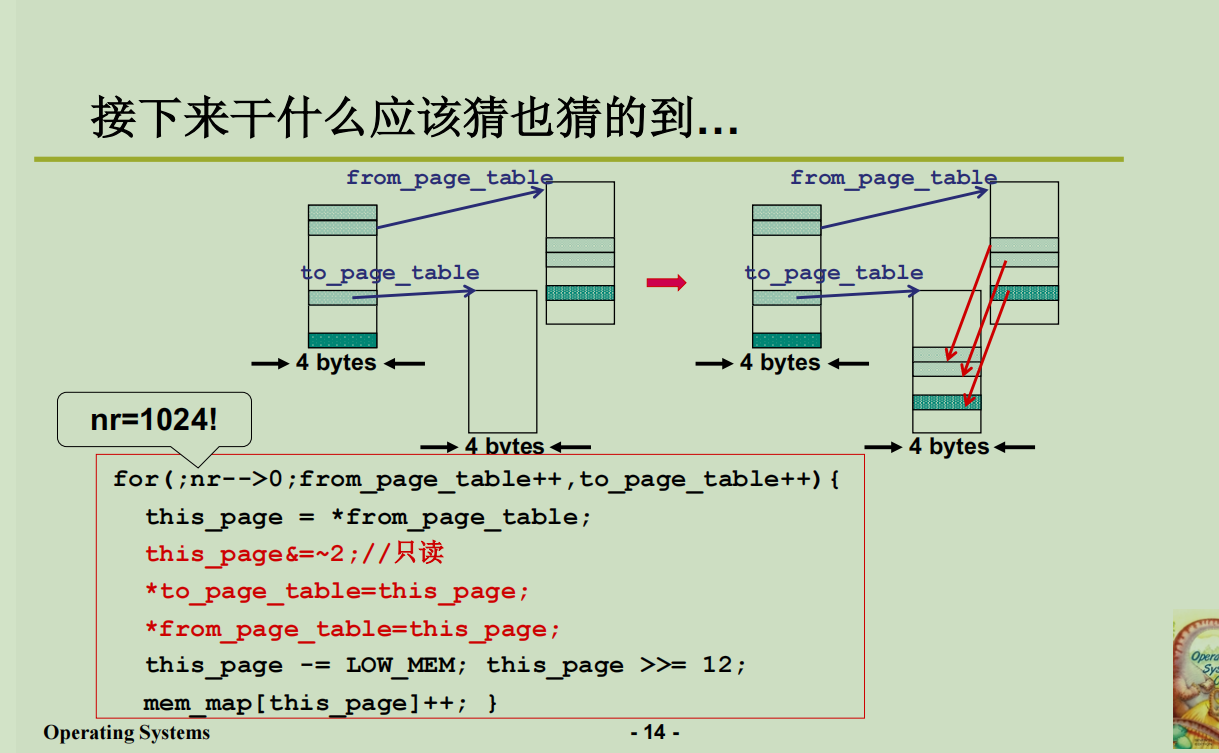 接下来干什么应该猜也猜的到...
from_page_table
from_page_table
to_page_table
to_page_table
4 bytes
4 bytes
nr=1024!
4 bytes
4 bytes
for(;nr-->0;from_page_table++,to_page_table++){
this_page = *from_page_table;
this_page&=~2;//只读
*to_page_table=this_page;
*from_page_table=this_page;
this_page -= LOW_MEM; this_page >>= 12;
mem_map[this_page]++; }
Operating Systems
- 14 -